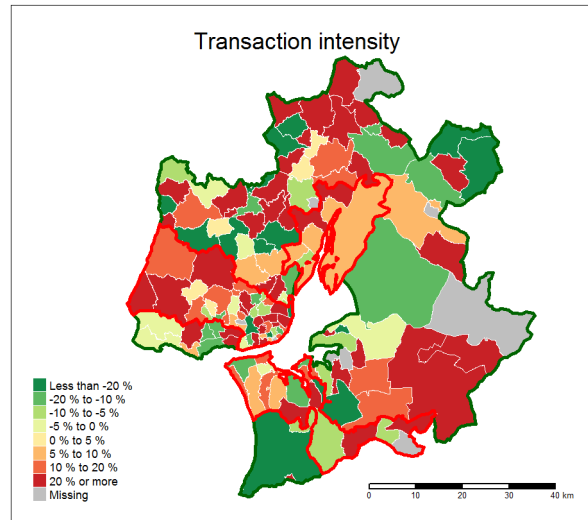 Transaction intensity
Less than -20 %
-20 % to -10 %
-10 % to -5 %
-5 % to 0 %
0 % to 5 %
5 % to 10 %
10 % to 20 %
20 % or more
Missing
0 10 20 30 40 km